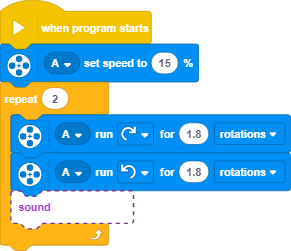 when program starts
A set speed to 15 %
repeat 2
A run for 1.8 rotations
A run for 1.8 rotations
sound